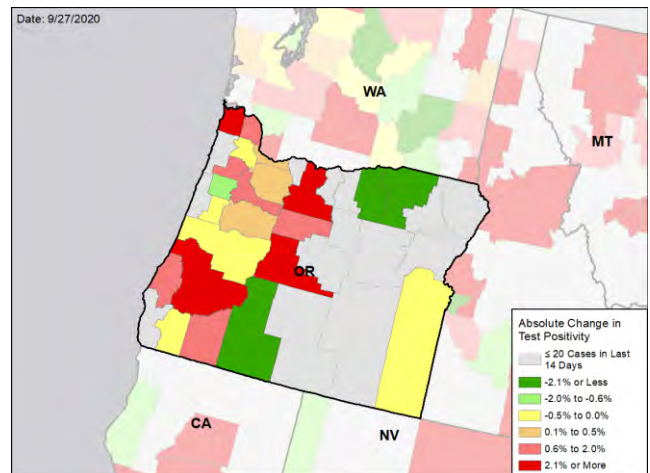 Date: 9/27/2020
WA
MT
OR
CA
NV
Absolute Change in
Test Positivity
≤ 20 Cases in Last
14 Days
-2.1% or Less
-2.0% to -0.6%
-0.5% to 0.0%
0.1% to 0.5%
0.6% to 2.0%
2.1% or More